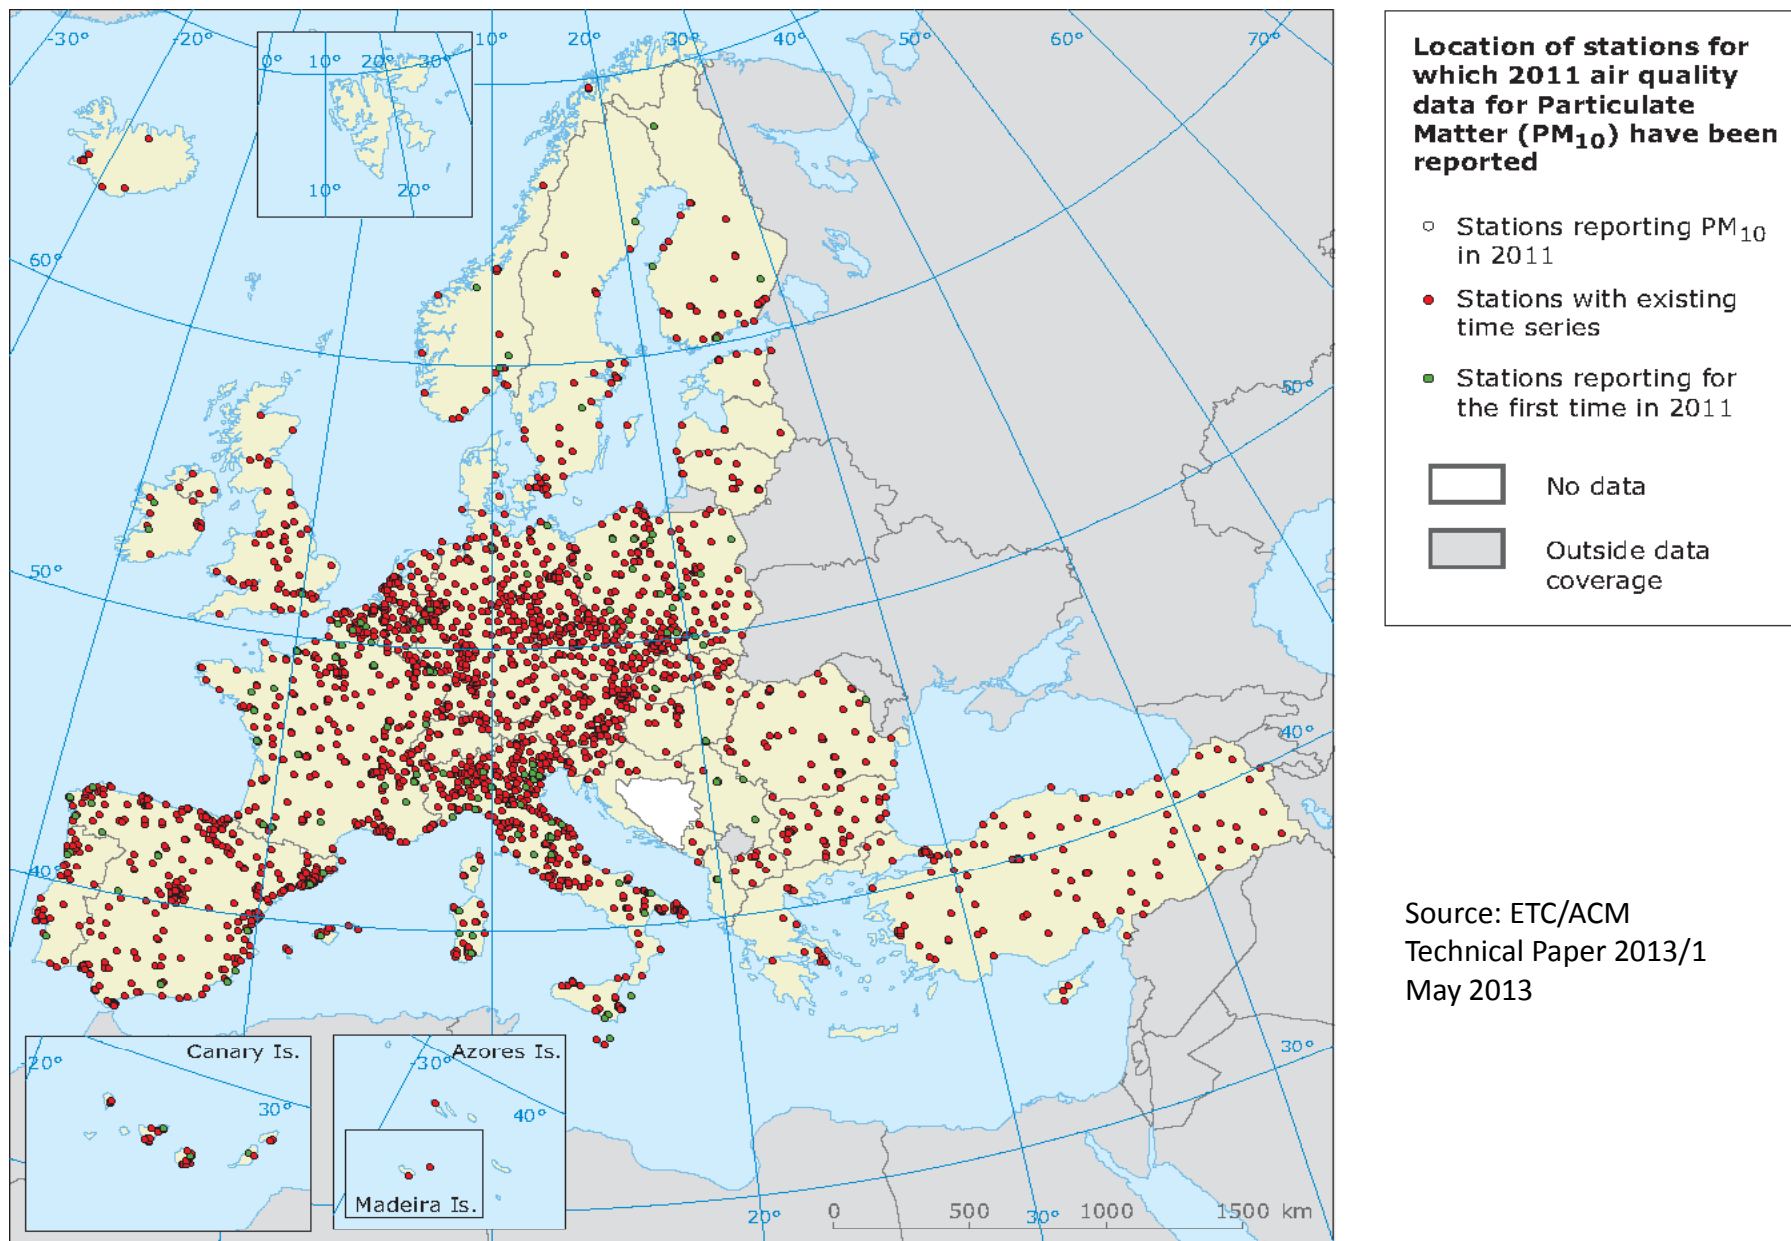 -30°
-20°
10°
20°
30°
40°
50°
60°
70°
0°
10°
20°
30°
10°
20°
60°
50°
40°
50°
40°
30°
20°
30°
Canary Is.
-20°
30°
Azores Is.
-30°
40°
Madeira Is.
0
500
1000
1500 km
Location of stations for
which 2011 air quality
data for Particulate
Matter (PM10) have been
reported
Stations reporting PM10
in 2011
Stations with existing
time series
Stations reporting for
the first time in 2011
No data
Outside data
coverage
Source: ETC/ACM
Technical Paper 2013/1
May 2013